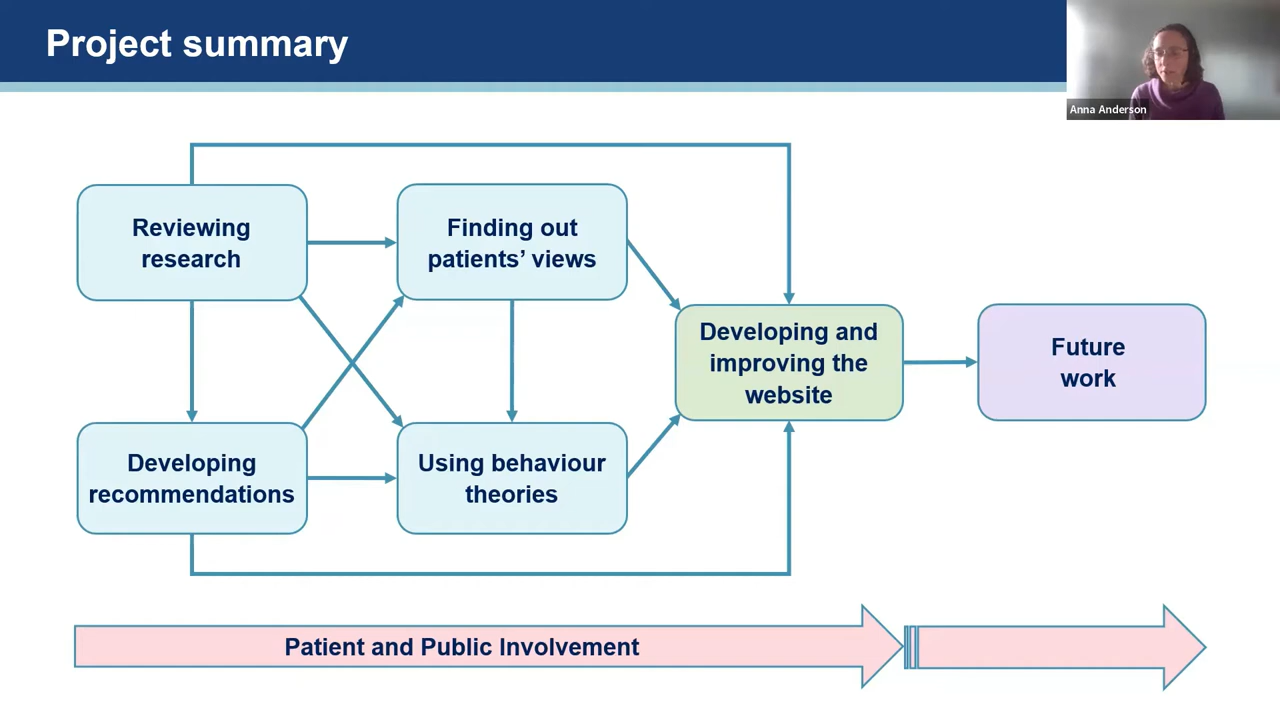 Project summary
Anna Anderson
Reviewing
research
Finding out
patients’ views
Developing and
improving the
website
Future
work
Developing
recommendations
Using behaviour
theories
Patient and Public Involvement